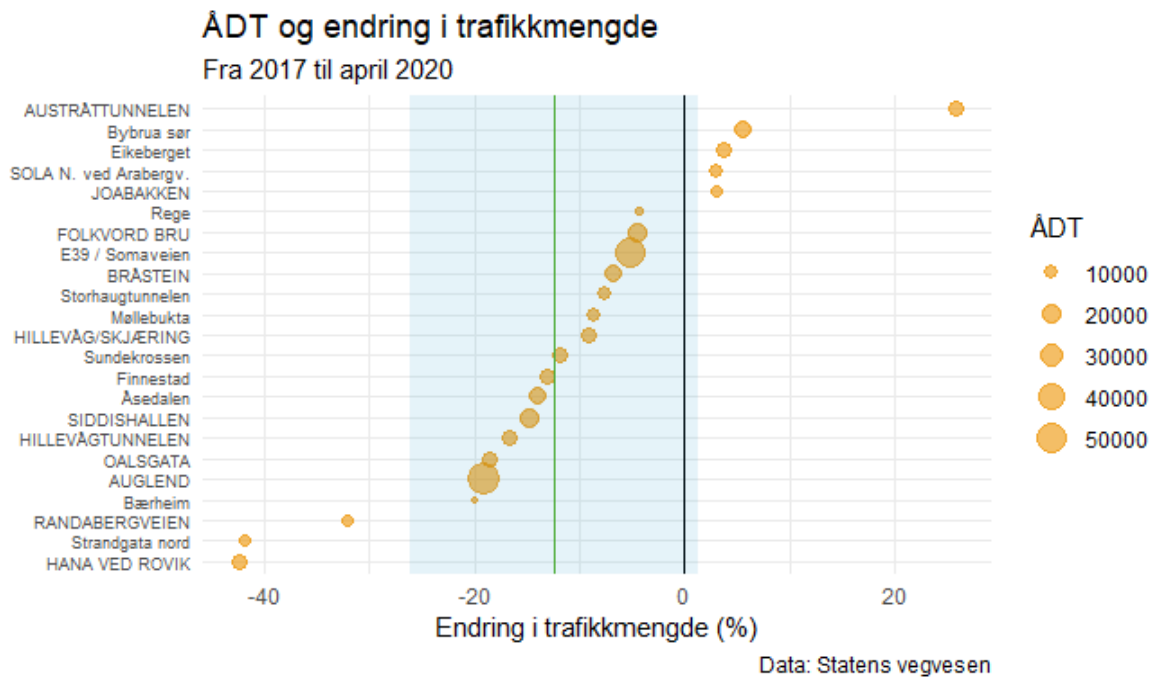 ÅDT og endring i trafikkmengde
Fra 2017 til april 2020
AUSTRÅTTUNNELEN
Bybrua sør
Eikeberget
SOLA N. ved Arabergv.
JOABAKKEN
Rege
FOLKVORD BRU
E39 / Somaveien
BRÅSTEIN
Storhaugtunnelen
Møllebukta
HILLEVÅG/SKJÆRING
Sundekrossen
Finnestad
Åsedalen
SIDDISHALLEN
HILLEVÅGTUNNELEN
OALSGATA
AUGLEND
Bærheim
RANDABERGVEIEN
Strandgata nord
HANA VED ROVIK
-40 -20 0 20
Endring i trafikkmengde (%)
Data: Statens vegvesen
ÅDT
10000
20000
30000
40000
50000